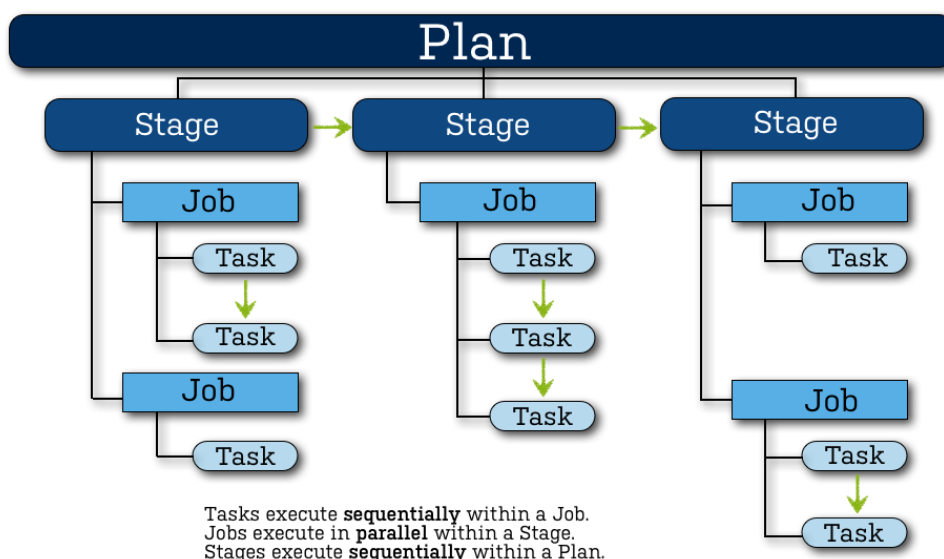 Plan
Stage
Stage
Stage
Job
Job
Job
Task
Task
Task
Task
Task
Job
Job
Task
Task
Task
Task
Tasks execute sequentially within a Job.
Jobs execute in parallel within a Stage.
Stages execute sequentially within a Plan.